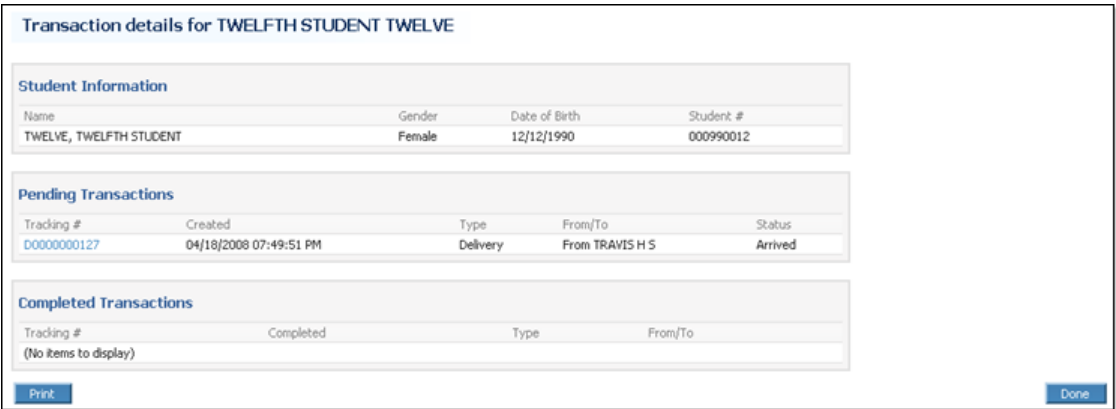 Transaction details for TWELFTH STUDENT TWELVE
Student Information
Name Gender Date of Birth Student #
TWELVE, TWELFTH STUDENT Female 12/12/1990 000990012
Pending Transactions
Tracking # Created Type From/To Status
D0000000127 04/18/2008 07:49:51 PM Delivery From TRAVIS H S Arrived
Completed Transactions
Tracking # Completed Type From/To
(No items to display)
Print Done